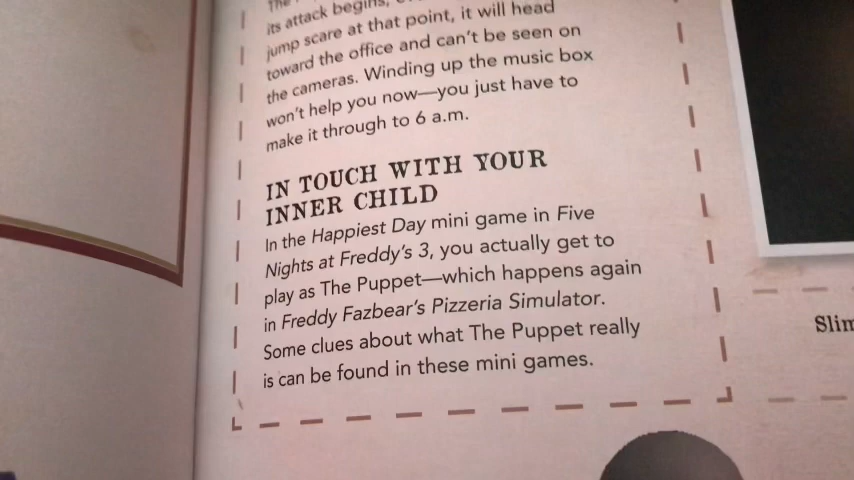 The
its attack begins,
jump scare at that point, it will head
toward the office and can't be seen on
the cameras. Winding up the music box
won't help you now—you just have to
make it through to 6 a.m.
IN TOUCH WITH YOUR
INNER CHILD
In the Happiest Day mini game in Five
Nights at Freddy's 3, you actually get to
play as The Puppet—which happens again
in Freddy Fazbear's Pizzeria Simulator.
Some clues about what The Puppet really
is can be found in these mini games.